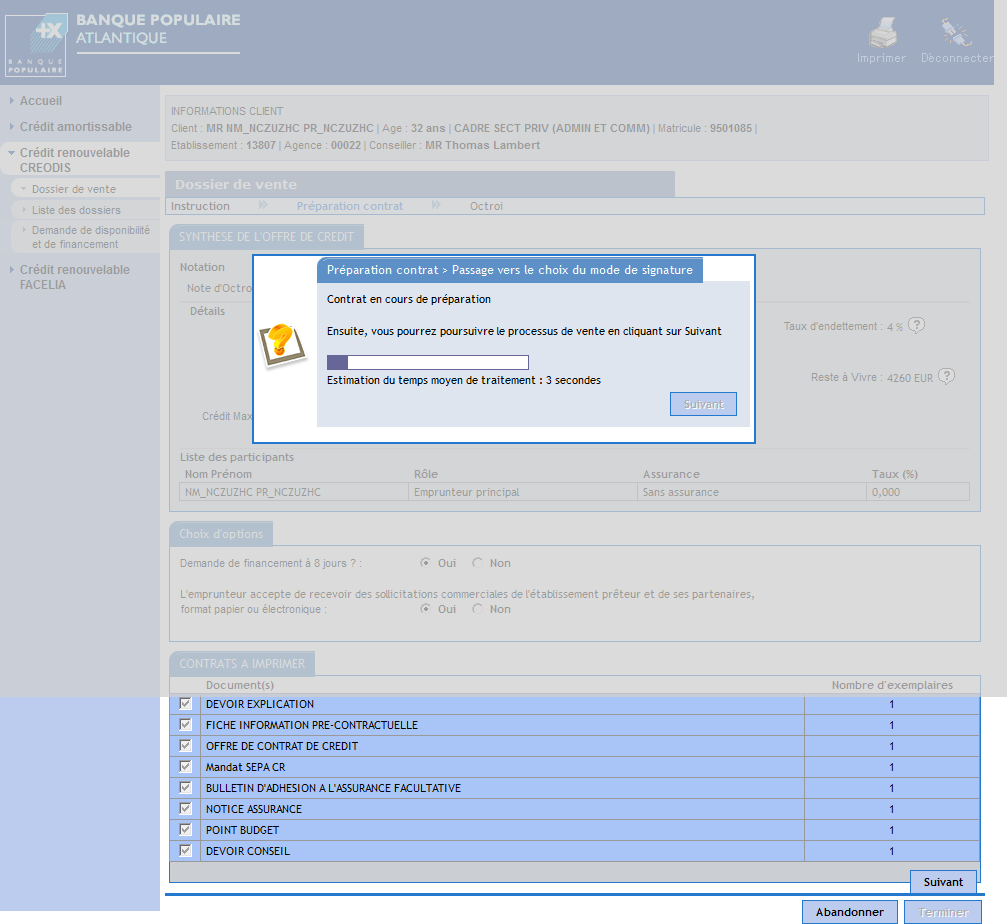 BANQUE POPULAIRE
ATLANTIQUE
BANQUE
POPULAIRE
Imprimer Déconnecter
Accueil
Crédit amortissable
Crédit renouvelable
CREODIS
Dossier de vente
Liste des dossiers
Demande de disponibilité
et de financement
Crédit renouvelable
FACELIA
INFORMATIONS CLIENT
Client : MR NM_NCZUZHC PR_NCZUZHC | Age : 32 ans | CADRE SECT PRIV (ADMIN ET COMM) | Matricule : 9501085 |
Etablissement : 13807 | Agence : 00022 | Conseiller : MR Thomas Lambert
Dossier de vente
Instruction Préparation contrat Octroi
SYNTHESE DE L'OFFRE DE CREDIT
Notation
Note d'Octro
Détails
Taux d'endettement : 4 % ?
Reste à Vivre : 4260 EUR ?
Crédit Max
Préparation contrat > Passage vers le choix du mode de signature
Contrat en cours de préparation
Ensuite, vous pourrez poursuivre le processus de vente en cliquant sur Suivant
Estimation du temps moyen de traitement : 3 secondes
Suivant
Liste des participants
Nom Prénom Rôle Assurance Taux (%)
NM_NCZUZHC PR_NCZUZHC Emprunteur principal Sans assurance 0,000
Choix d'options
Demande de financement à 8 jours ? : Oui Non
L'emprunteur accepte de recevoir des sollicitations commerciales de l'établissement prêteur et de ses partenaires,
format papier ou électronique : Oui Non
CONTRATS A IMPRIMER
Document(s) Nombre d'exemplaires
DEVOIR EXPLICATION 1
FICHE INFORMATION PRE-CONTRACTUELLE 1
OFFRE DE CONTRAT DE CREDIT 1
Mandat SEPA CR 1
BULLETIN D'ADHESION A L'ASSURANCE FACULTATIVE 1
NOTICE ASSURANCE 1
POINT BUDGET 1
DEVOIR CONSEIL 1
Suivant
Abandonner Terminer